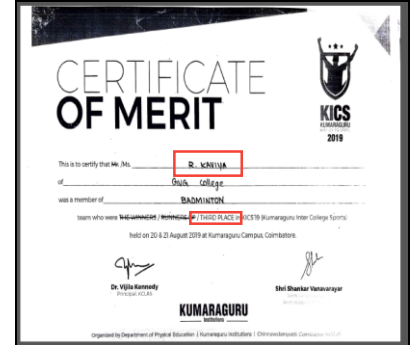 CERTIFICATE
OF MERIT
KICS
KUMARAGURU
2019
This is to certify that Mr. /Ms. R. KAVIYA
of GNG College
was a member of BADMINTON
team who were THE WINNERS / RUNNERS UP / THIRD PLACE in KICS'19 (Kumaraguru Inter College Sports)
held on 20 & 21 August 2019 at Kumaraguru Campus, Coimbatore.
Dr. Vijila Kennedy
Principal, KCLAS
Shri Shankar Vanavarayar
KUMARAGURU
institutions
Organized by Department of Physical Education | Kumaraguru Institutions | Chinnavedampatti